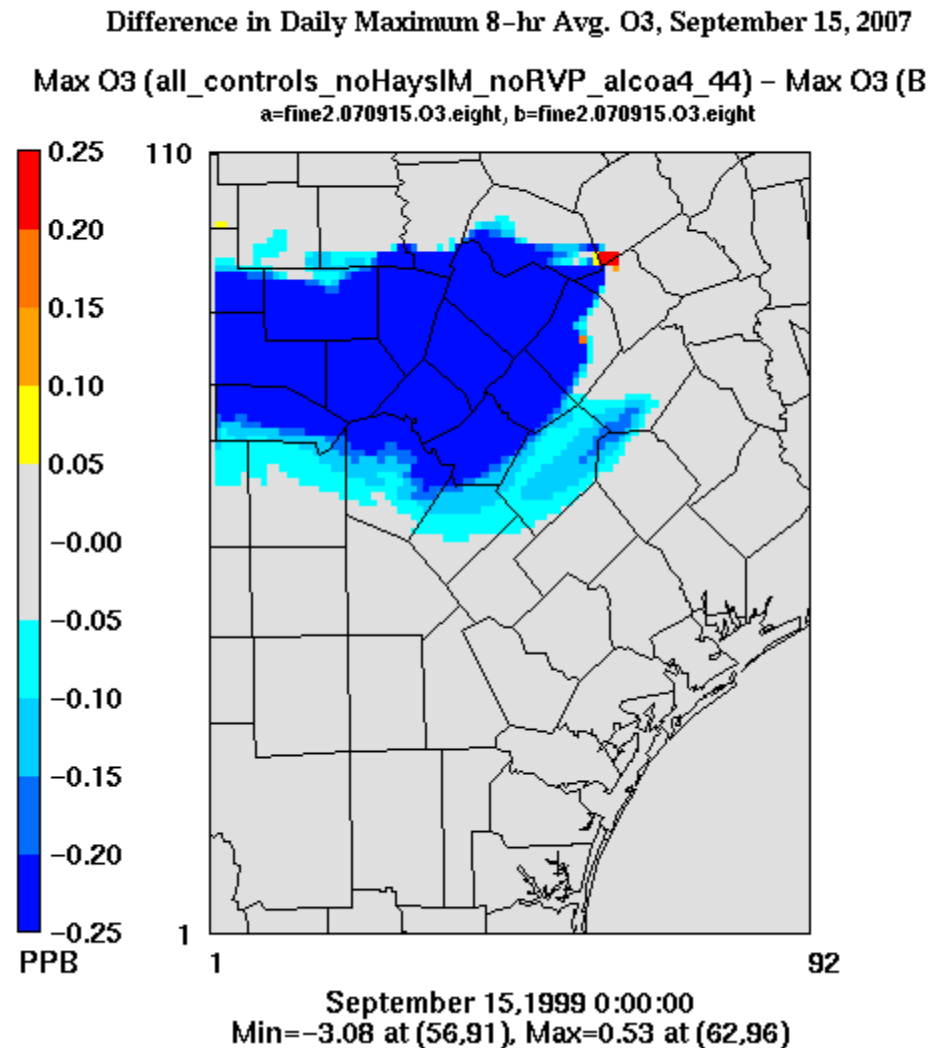 Difference in Daily Maximum 8-hr Avg. O3, September 15, 2007
Max O3 (all_controls_noHaysIM_noRVP_alcoa4_44) - Max O3 (B
a=fine2.070915.O3.eight, b=fine2.070915.O3.eight
0.25
0.20
0.15
0.10
0.05
-0.00
-0.05
-0.10
-0.15
-0.20
-0.25
PPB
110
1
1
92
September 15,1999 0:00:00
Min=-3.08 at (56,91), Max=0.53 at (62,96)